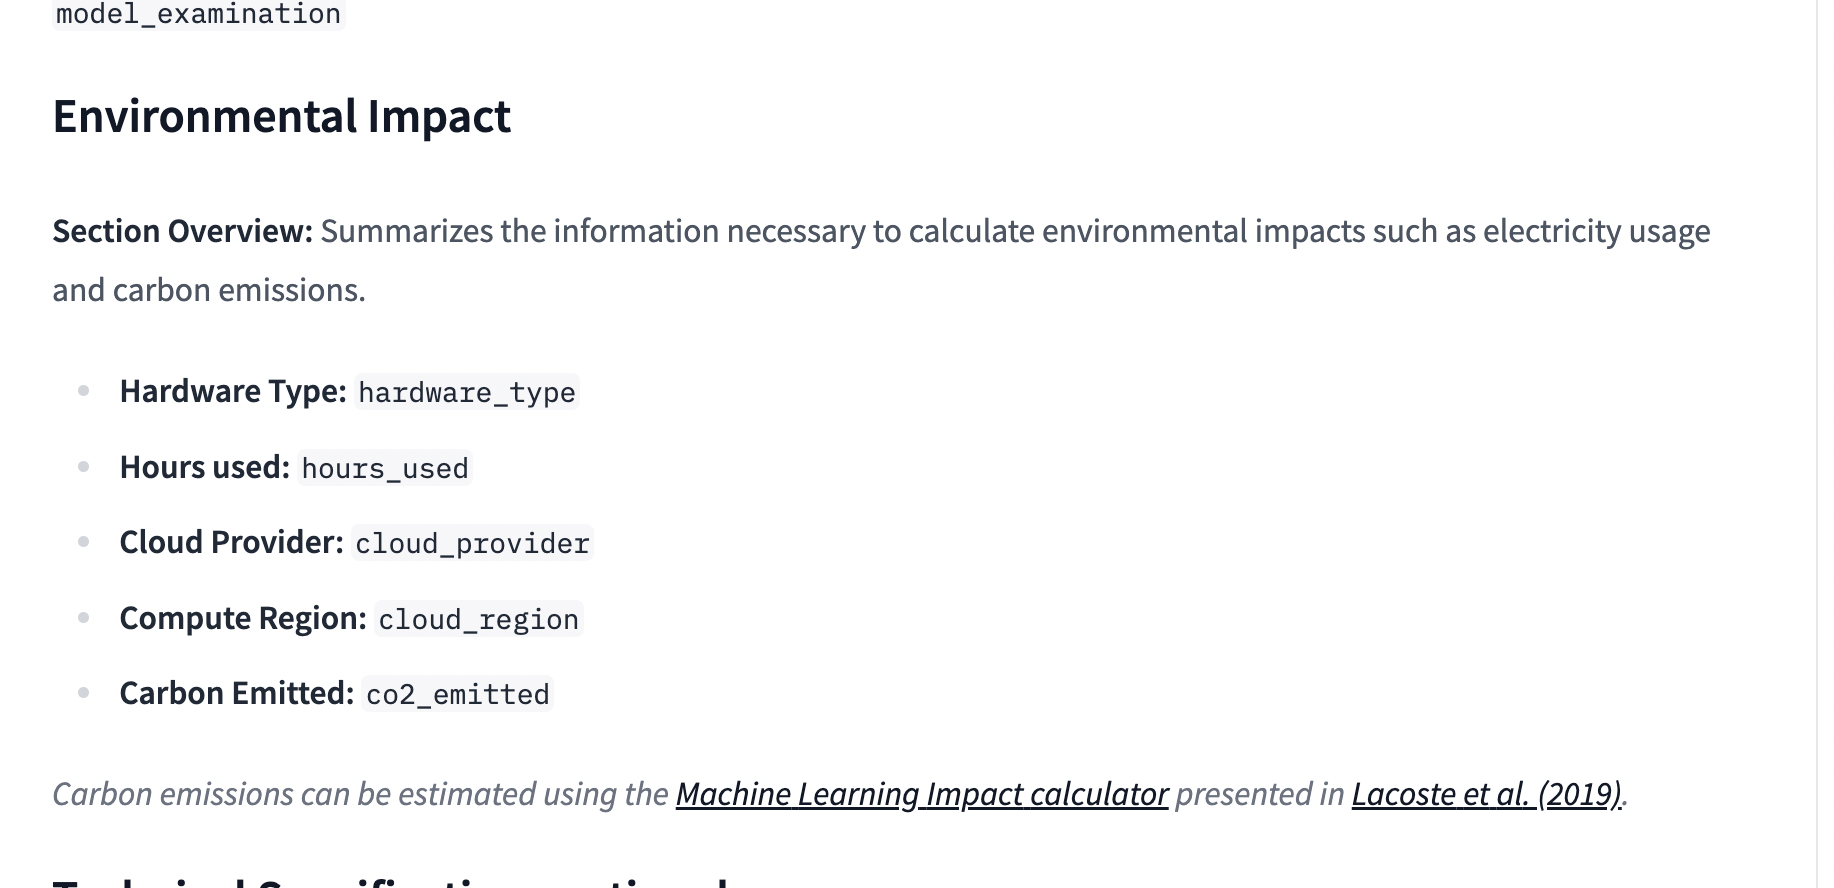 model_examination
Environmental Impact
Section Overview: Summarizes the information necessary to calculate environmental impacts such as electricity usage
and carbon emissions.
Hardware Type: hardware_type
Hours used: hours_used
Cloud Provider: cloud_provider
Compute Region: cloud_region
Carbon Emitted: co2_emitted
Carbon emissions can be estimated using the Machine Learning Impact calculator presented in Lacoste et al. (2019).